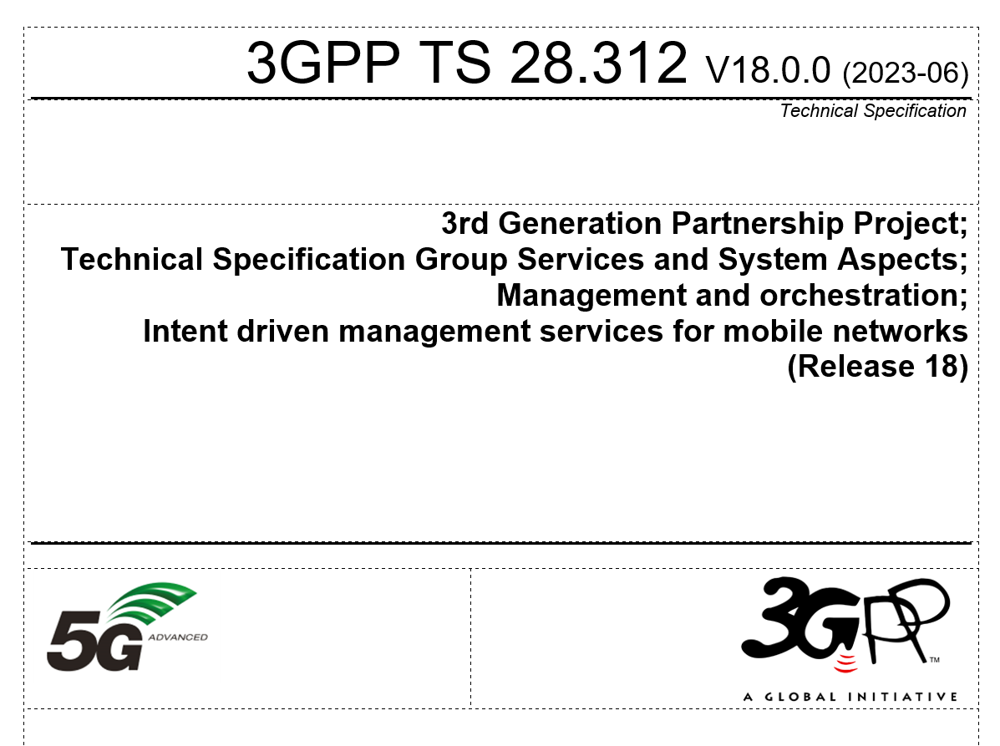 3GPP TS 28.312 V18.0.0 (2023-06)
Technical Specification
3rd Generation Partnership Project;
Technical Specification Group Services and System Aspects;
Management and orchestration;
Intent driven management services for mobile networks
(Release 18)
5G ADVANCED
3GPP TM
A GLOBAL INITIATIVE